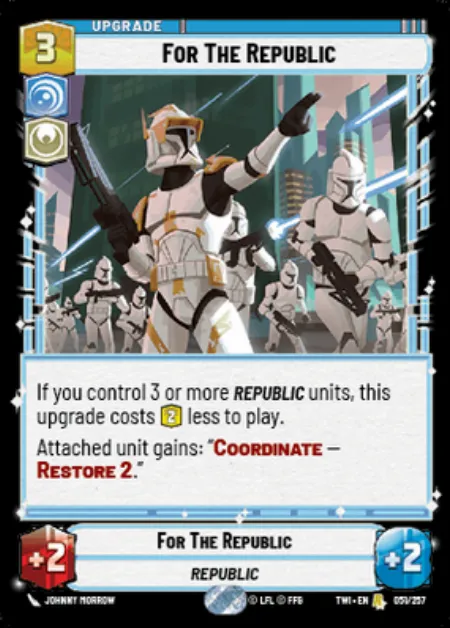 UPGRADE
3
FOR THE REPUBLIC
If you control 3 or more REPUBLIC units, this
upgrade costs 2 less to play.
Attached unit gains: "COORDINATE –
RESTORE 2."
+2
FOR THE REPUBLIC
REPUBLIC
+2
JOHNNY MORROW
© LFL © FFG
TWI • EN
051/257